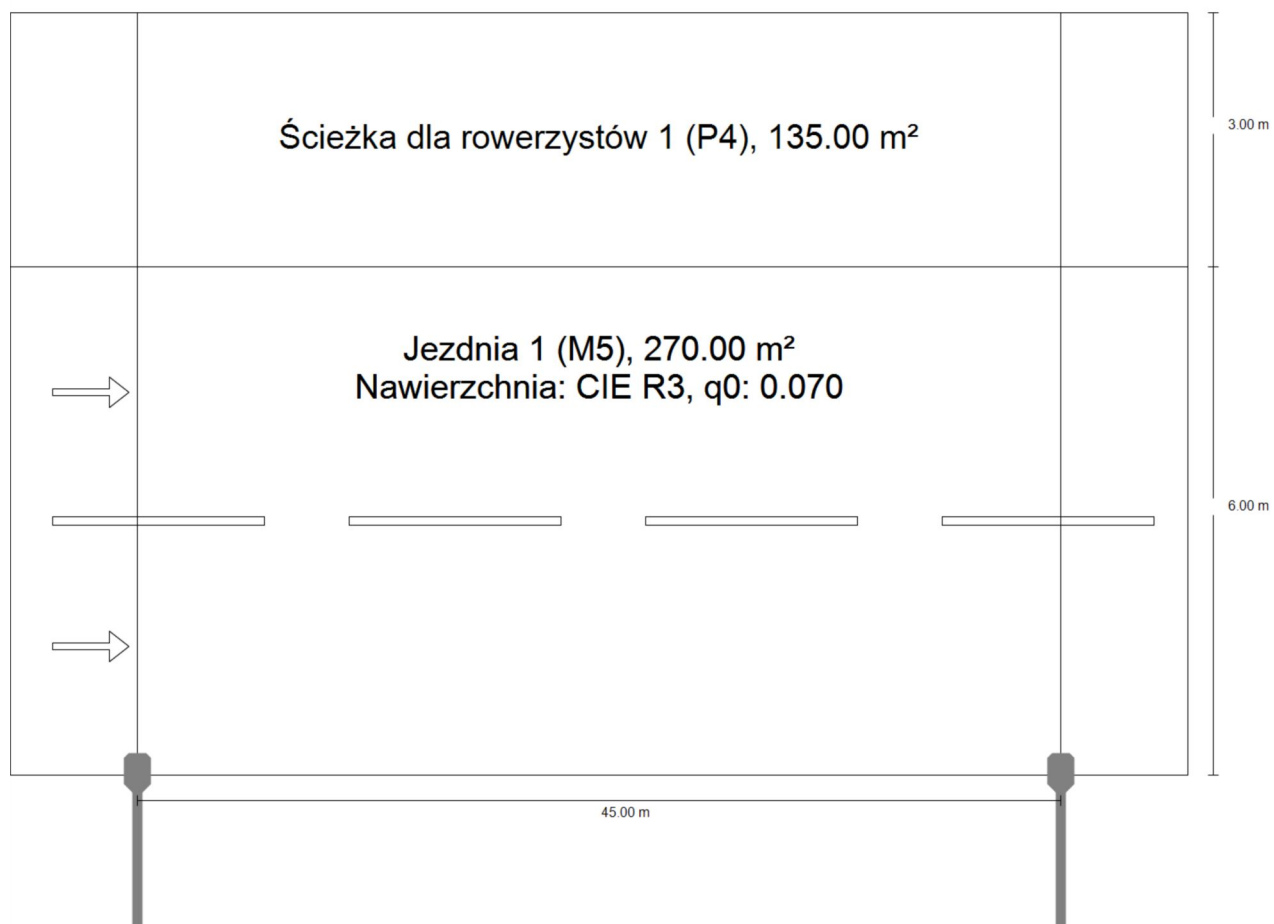 Ścieżka dla rowerzystów 1 (P4), 135.00 m²
3.00 m
Jezdnia 1 (M5), 270.00 m²
Nawierzchnia: CIE R3, q0: 0.070
6.00 m
45.00 m